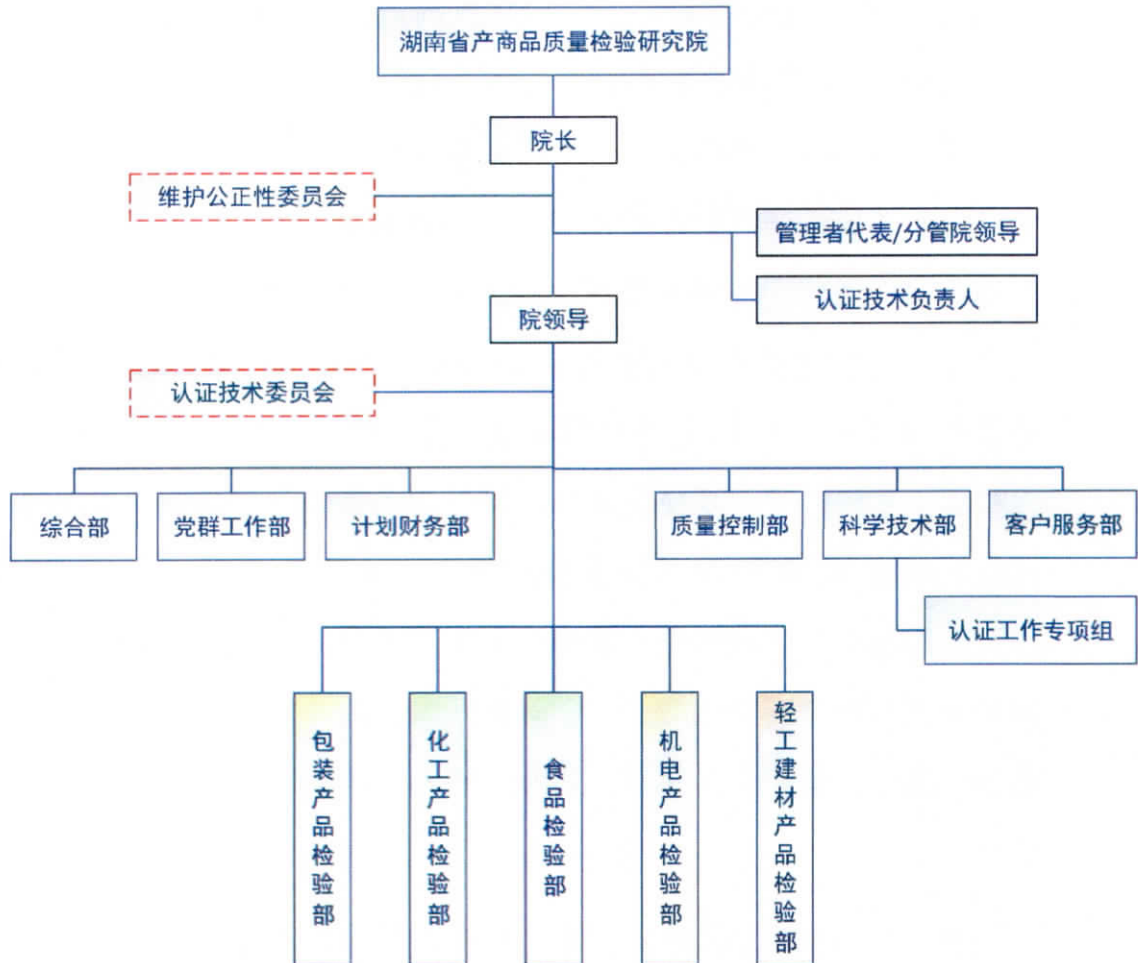 湖南省产商品质量检验研究院
院长
维护公正性委员会
管理者代表/分管院领导
认证技术负责人
院领导
认证技术委员会
综合部
党群工作部
计划财务部
质量控制部
科学技术部
客户服务部
认证工作专项组
包装产品检验部
化工产品检验部
食品检验部
机电产品检验部
轻工建材产品检验部